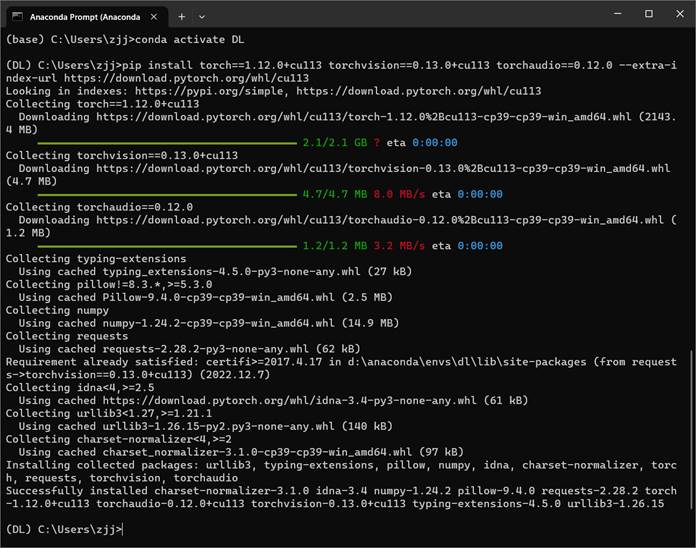 Anaconda Prompt (Anaconda
(base) C:\Users\zjj>conda activate DL
(DL) C:\Users\zjj>pip install torch==1.12.0+cu113 torchvision==0.13.0+cu113 torchaudio==0.12.0 --extra-i
ndex-url https://download.pytorch.org/whl/cu113
Looking in indexes: https://pypi.org/simple, https://download.pytorch.org/whl/cu113
Collecting torch==1.12.0+cu113
  Downloading https://download.pytorch.org/whl/cu113/torch-1.12.0%2Bcu113-cp39-cp39-win_amd64.whl (2143.
4 MB)
2.1/2.1 GB ? eta 0:00:00
Collecting torchvision==0.13.0+cu113
  Downloading https://download.pytorch.org/whl/cu113/torchvision-0.13.0%2Bcu113-cp39-cp39-win_amd64.whl
(4.7 MB)
4.7/4.7 MB 8.0 MB/s eta 0:00:00
Collecting torchaudio==0.12.0
  Downloading https://download.pytorch.org/whl/cu113/torchaudio-0.12.0%2Bcu113-cp39-cp39-win_amd64.whl (
1.2 MB)
1.2/1.2 MB 3.2 MB/s eta 0:00:00
Collecting typing-extensions
  Using cached typing_extensions-4.5.0-py3-none-any.whl (27 kB)
Collecting pillow!=8.3.*,>=5.3.0
  Using cached Pillow-9.4.0-cp39-cp39-win_amd64.whl (2.5 MB)
Collecting numpy
  Using cached numpy-1.24.2-cp39-cp39-win_amd64.whl (14.9 MB)
Collecting requests
  Using cached requests-2.28.2-py3-none-any.whl (62 kB)
Requirement already satisfied: certifi>=2017.4.17 in d:\anaconda\envs\dl\lib\site-packages (from request
s->torchvision==0.13.0+cu113) (2022.12.7)
Collecting idna<4,>=2.5
  Using cached https://download.pytorch.org/whl/idna-3.4-py3-none-any.whl (61 kB)
Collecting urllib3<1.27,>=1.21.1
  Using cached urllib3-1.26.15-py2.py3-none-any.whl (140 kB)
Collecting charset-normalizer<4,>=2
  Using cached charset_normalizer-3.1.0-cp39-cp39-win_amd64.whl (97 kB)
Installing collected packages: urllib3, typing-extensions, pillow, numpy, idna, charset-normalizer, torc
h, requests, torchvision, torchaudio
Successfully installed charset-normalizer-3.1.0 idna-3.4 numpy-1.24.2 pillow-9.4.0 requests-2.28.2 torch
-1.12.0+cu113 torchaudio-0.12.0+cu113 torchvision-0.13.0+cu113 typing-extensions-4.5.0 urllib3-1.26.15
(DL) C:\Users\zjj>